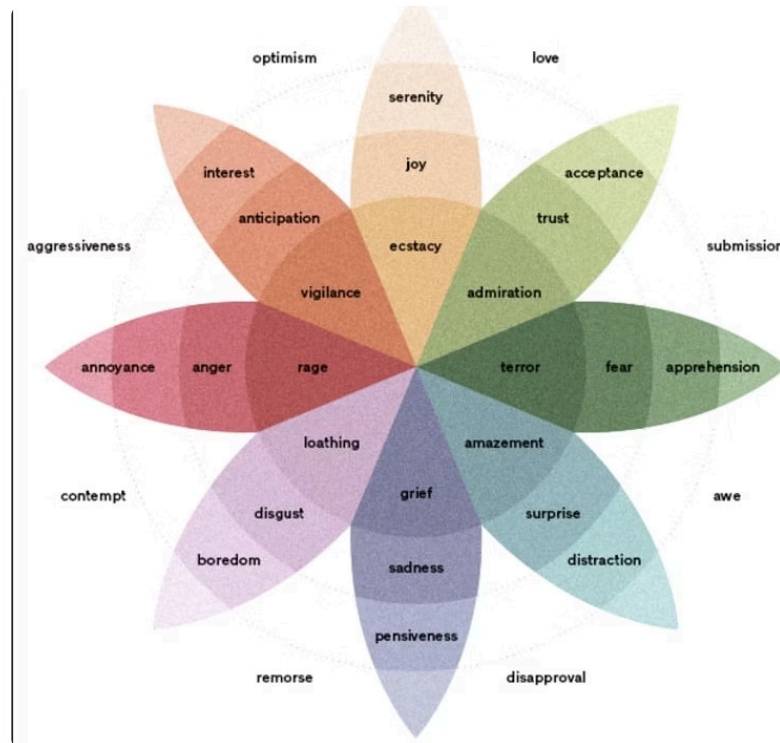 optimism
love
serenity
interest
joy
acceptance
anticipation
trust
aggressiveness
ecstacy
submission
vigilance
admiration
annoyance
anger
rage
terror
fear
apprehension
loathing
amazement
contempt
grief
awe
disgust
surprise
boredom
sadness
distraction
pensiveness
remorse
disapproval